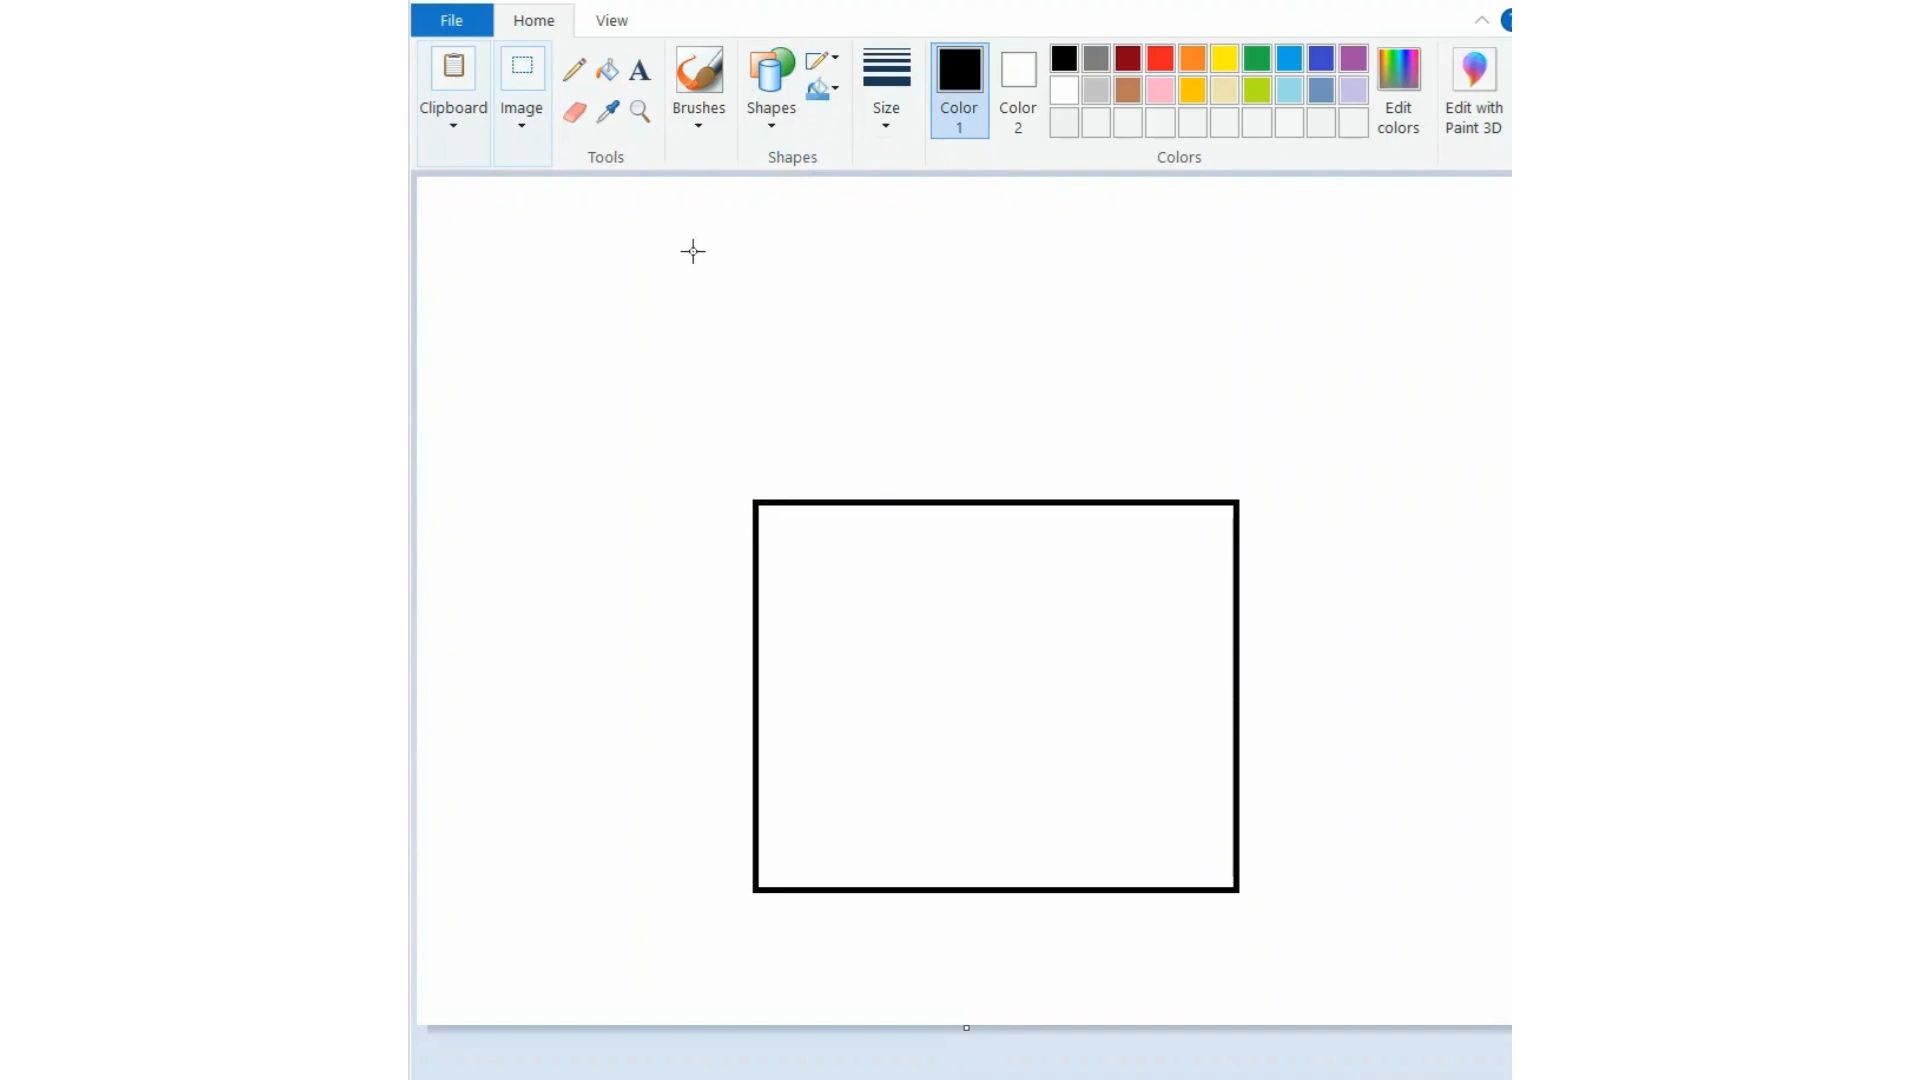 File Home View
Clipboard Image Brushes Shapes Size Color 1 Color 2 Edit colors Edit with Paint 3D
A
Tools Shapes Colors